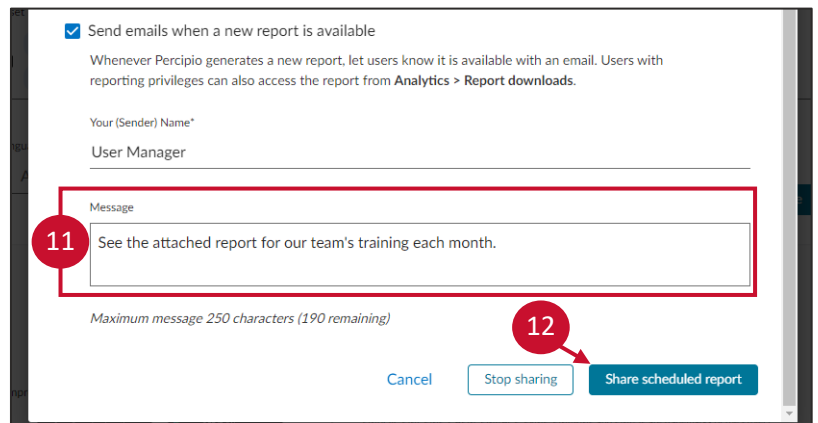 Send emails when a new report is available
Whenever Percipio generates a new report, let users know it is available with an email. Users with
reporting privileges can also access the report from Analytics > Report downloads.
Your (Sender) Name*
User Manager
Message
11
See the attached report for our team's training each month.
Maximum message 250 characters (190 remaining)
12
Cancel
Stop sharing
Share scheduled report